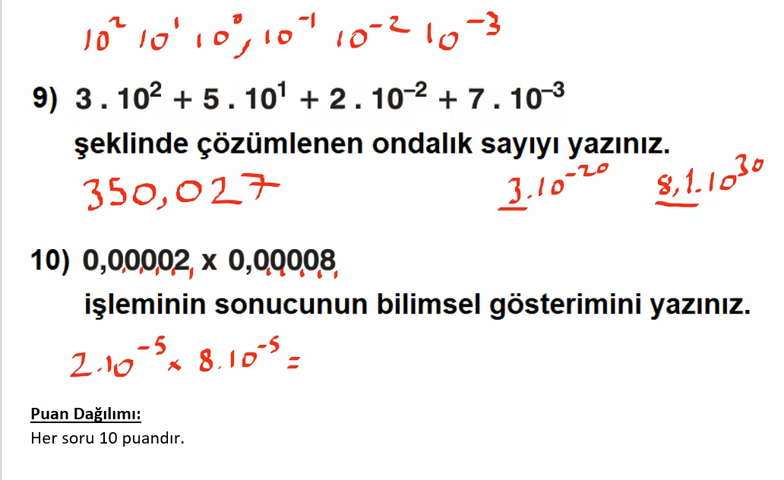 10² 10¹ 10⁰, 10⁻¹ 10⁻² 10⁻³
9) 3 . 10² + 5 . 10¹ + 2 . 10⁻² + 7 . 10⁻³
şeklinde çözümlenen ondalık sayıyı yazınız.
350,027 3.10⁻²⁰ 8,1.10³⁰
10) 0,00002 x 0,00008
işleminin sonucunun bilimsel gösterimini yazınız.
2.10⁻⁵ x 8.10⁻⁵ =
Puan Dağılımı:
Her soru 10 puandır.